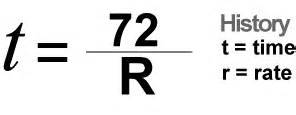 t = 72
R
History
t = time
r = rate